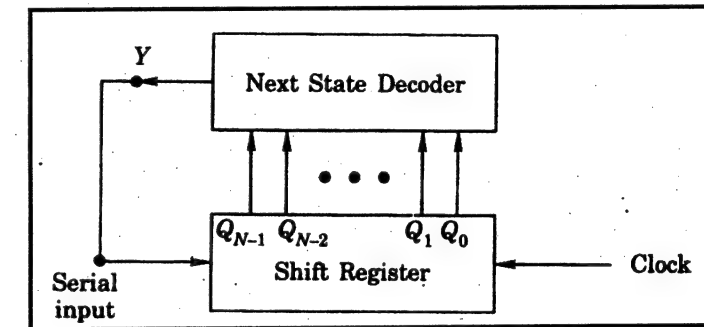 Y
Next State Decoder
Q_{N-1} Q_{N-2} Q_1 Q_0
Shift Register
Clock
Serial
input